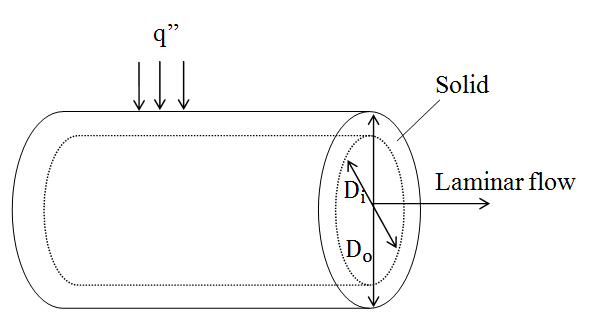 q”
Solid
Laminar flow
Di
Do